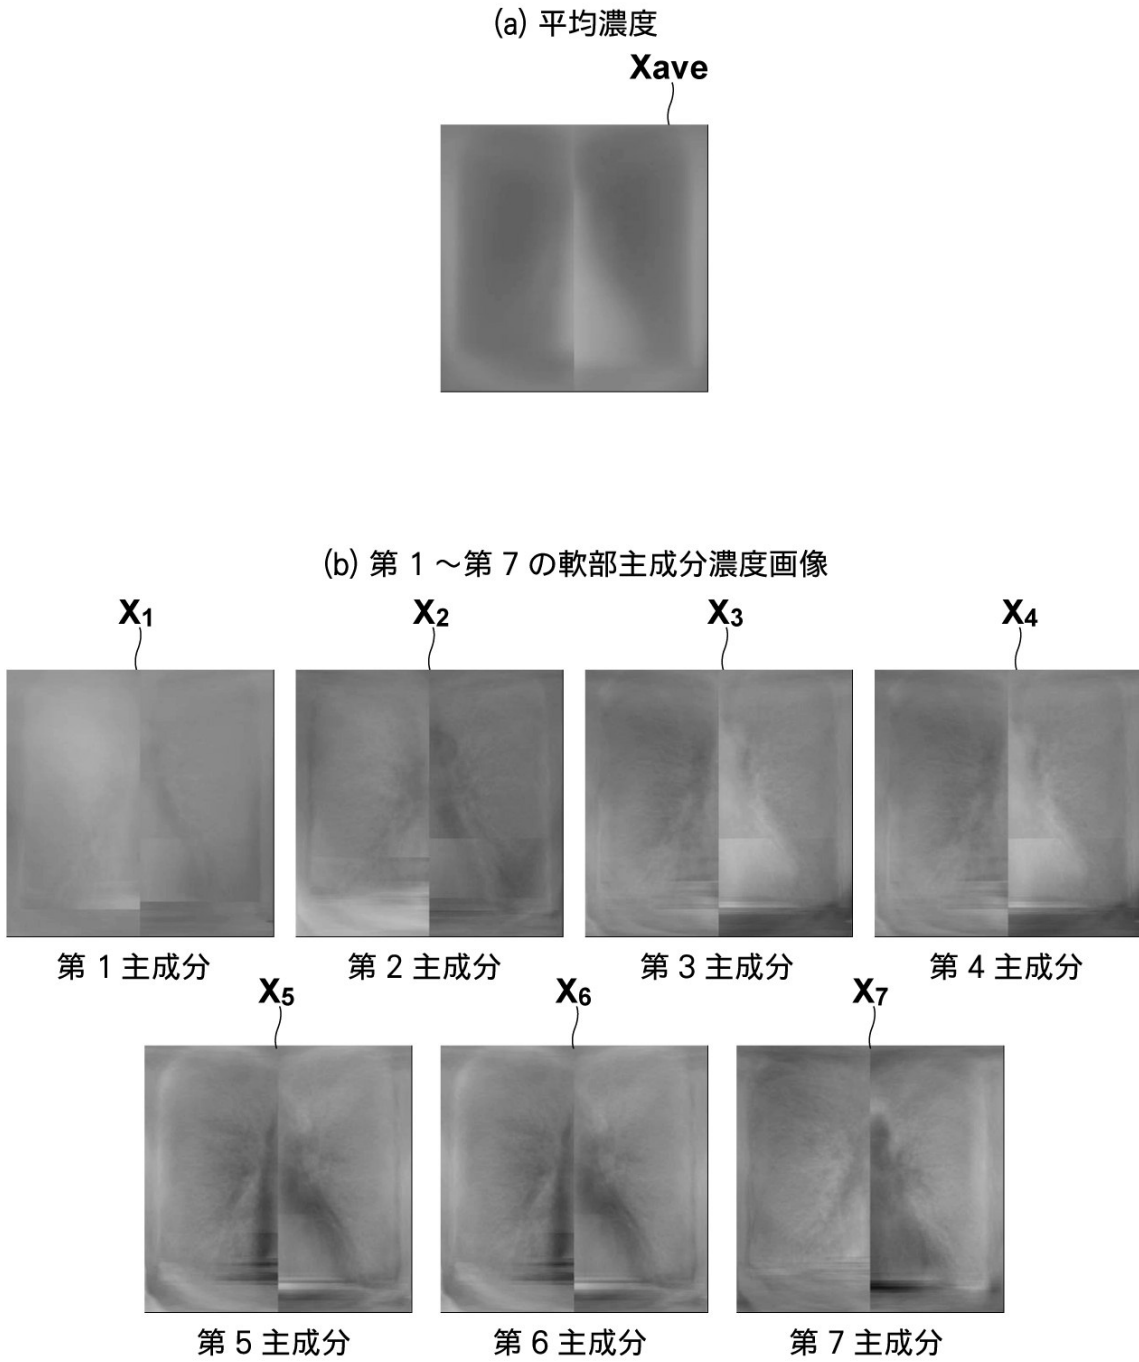 (a) 平均濃度
Xave
(b) 第 1 ～第 7 の軟部主成分濃度画像
X1 X2 X3 X4
第 1 主成分 第 2 主成分 第 3 主成分 第 4 主成分
X5 X6 X7
第 5 主成分 第 6 主成分 第 7 主成分